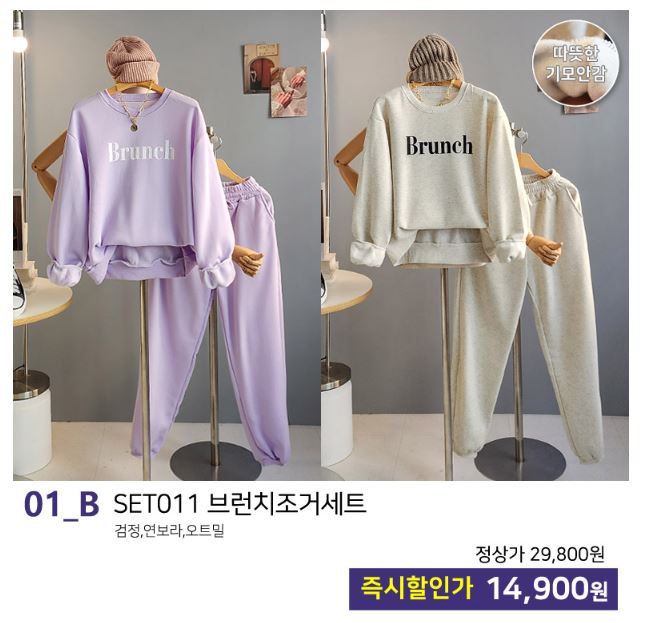 따뜻한
기모안감
Brunch
Brunch
01_B SET011 브런치조거세트
검정,연보라,오트밀
정상가 29,800원
즉시할인가 14,900원